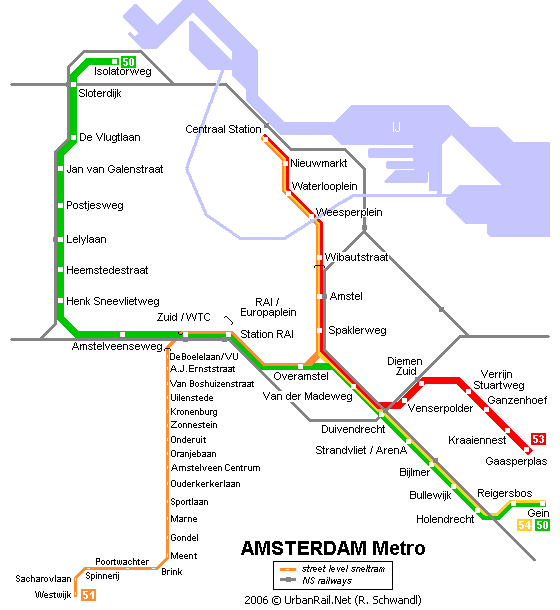 50
Isolatorweg
Sloterdijk
De Vlugtlaan
Jan van Galenstraat
Postjesweg
Lelylaan
Heemstedestraat
Henk Sneevlietweg
Amstelveenseweg
Zuid / WTC
RAI /
Europaplein
Station RAI
Centraal Station
IJ
Nieuwmarkt
Waterlooplein
Weesperplein
Wibautstraat
Amstel
Spaklerweg
Overamstel
Van der Madeweg
Duivendrecht
Diemen
Zuid
Venserpolder
Verrijn
Stuartweg
Ganzenhoef
Kraaiennest
53
Gaasperplas
Strandvliet / ArenA
Bijlmer
Bullewijk
Holendrecht
Reigersbos
Gein
54 50
De Boelelaan/VU
A.J. Ernststraat
Van Boshuizenstraat
Uilenstede
Kronenburg
Zonnestein
Onderuit
Oranjebaan
Amstelveen Centrum
Ouderkerkerlaan
Sportlaan
Marne
Gondel
Meent
Brink
Poortwachter
Spinnerij
Sacharovlaan
Westwijk 51
AMSTERDAM Metro
street level sneltram
NS railways
2006 © UrbanRail.Net (R. Schwandl)